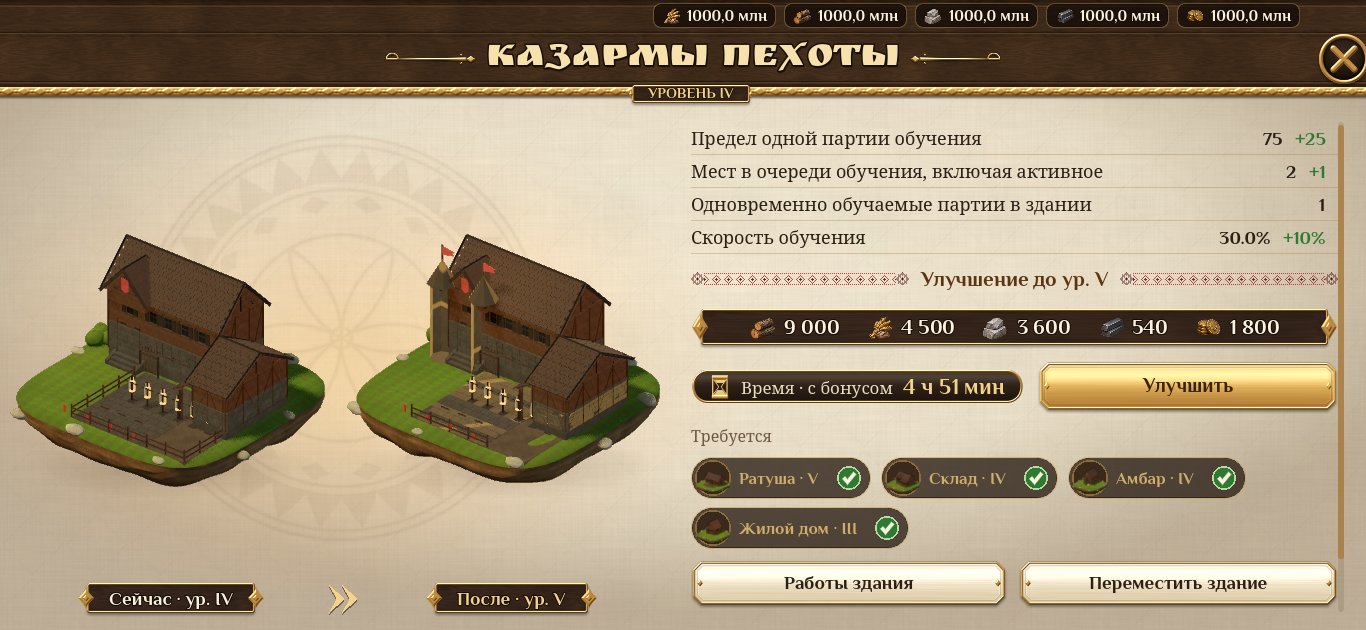 1000,0 млн 1000,0 млн 1000,0 млн 1000,0 млн 1000,0 млн
КАЗАРМЫ ПЕХОТЫ
УРОВЕНЬ IV
Предел одной партии обучения 75 +25
Мест в очереди обучения, включая активное 2 +1
Одновременно обучаемые партии в здании 1
Скорость обучения 30.0% +10%
Улучшение до ур. V
9 000 4 500 3 600 540 1 800
Время · с бонусом 4 ч 51 мин Улучшить
Требуется
Ратуша · V Склад · IV Амбар · IV
Жилой дом · III
Работы здания Переместить здание
Сейчас · ур. IV После · ур. V